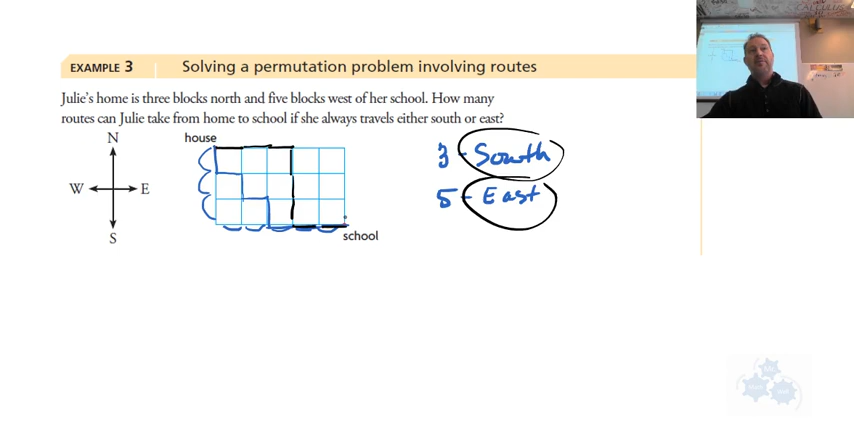 EXAMPLE 3 Solving a permutation problem involving routes
Julie's home is three blocks north and five blocks west of her school. How many
routes can Julie take from home to school if she always travels either south or east?
N
W E
S
house
school
3 - South
5 - East
CALCULUS